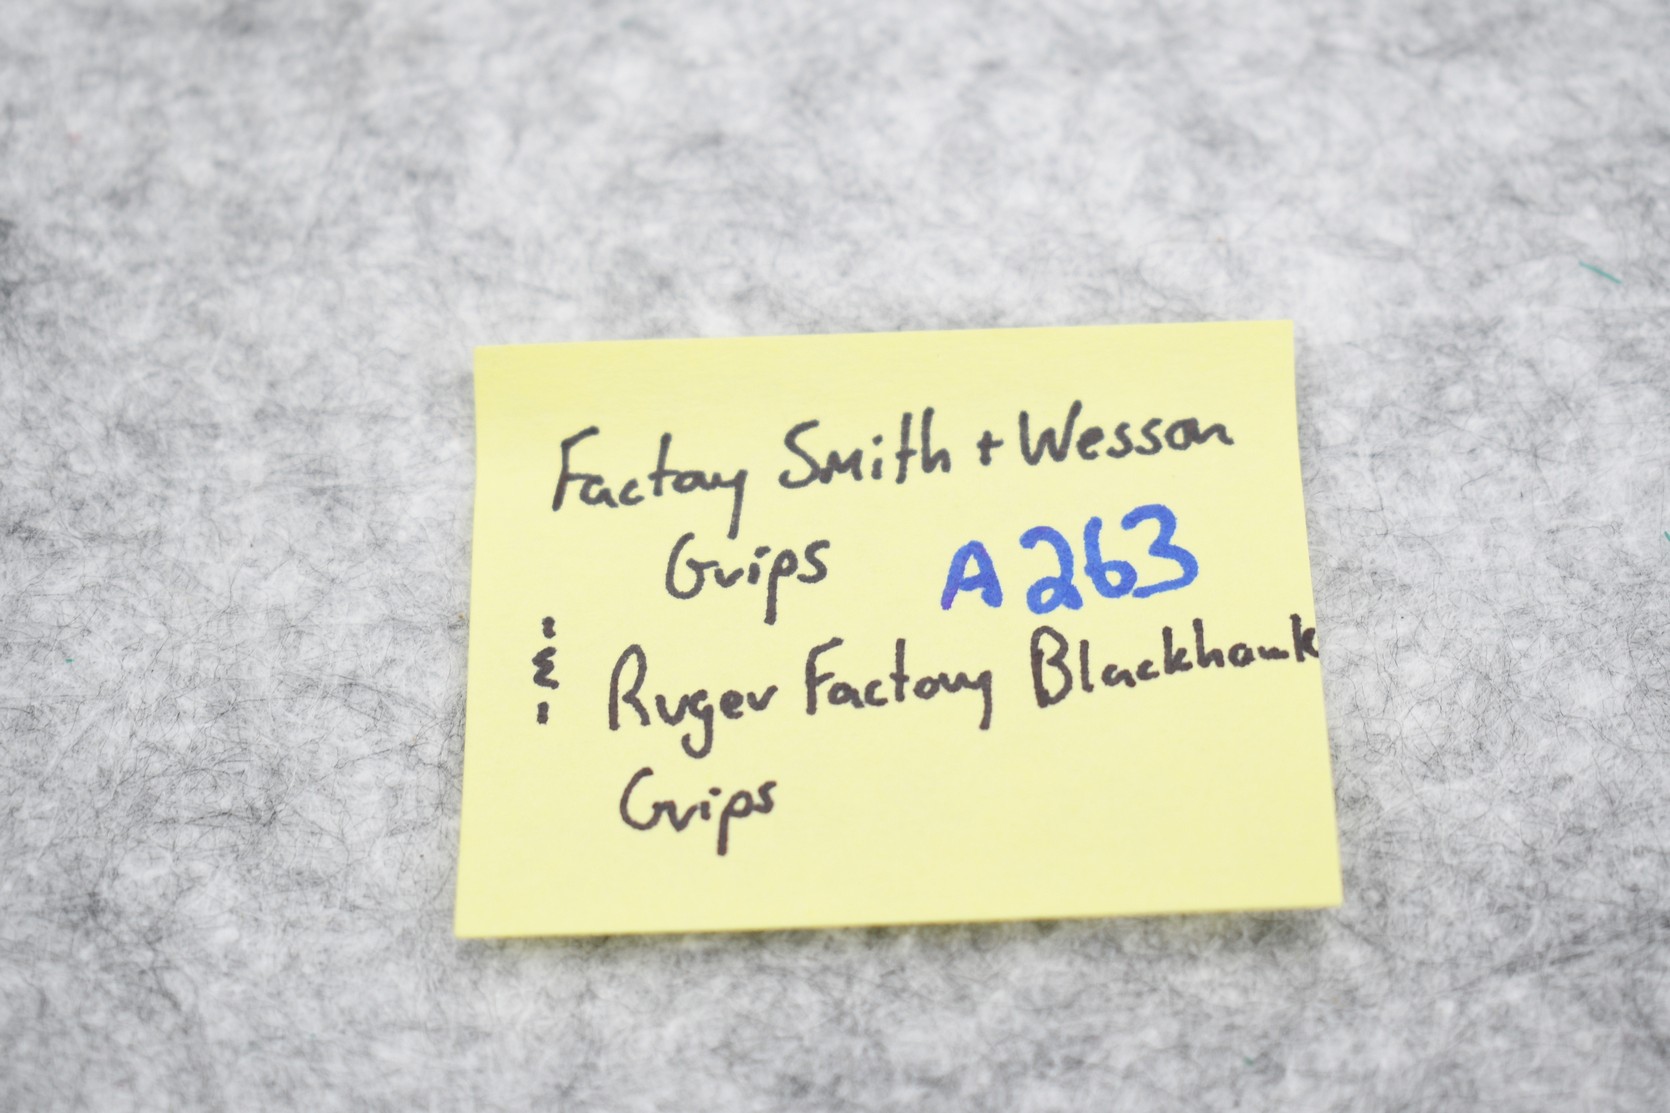 Factory Smith + Wesson
Grips A263
& Ruger Factory Blackhawk
Grips